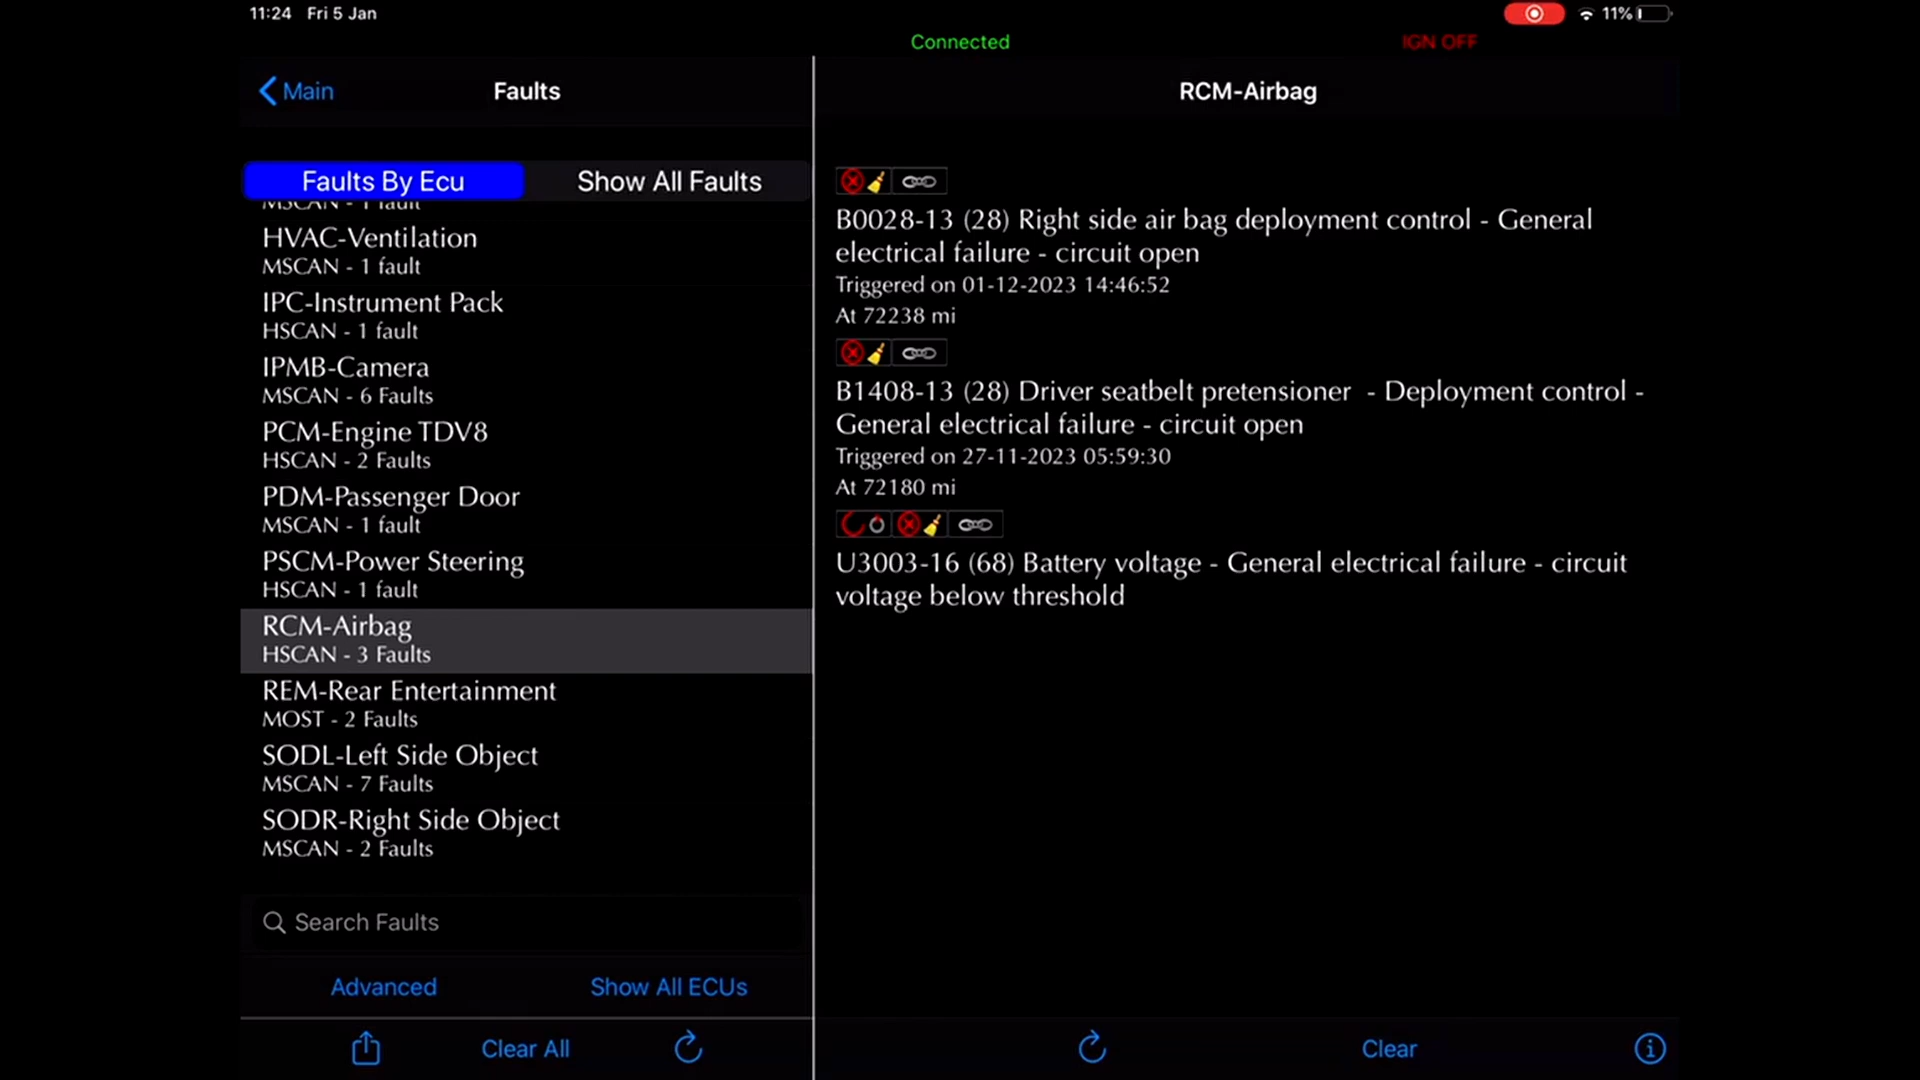 11:24 Fri 5 Jan
11%
Connected
IGN OFF
Main
Faults
RCM-Airbag
Faults By Ecu
Show All Faults
MSCAN - 1 fault
HVAC-Ventilation
MSCAN - 1 fault
IPC-Instrument Pack
HSCAN - 1 fault
IPMB-Camera
MSCAN - 6 Faults
PCM-Engine TDV8
HSCAN - 2 Faults
PDM-Passenger Door
MSCAN - 1 fault
PSCM-Power Steering
HSCAN - 1 fault
RCM-Airbag
HSCAN - 3 Faults
REM-Rear Entertainment
MOST - 2 Faults
SODL-Left Side Object
MSCAN - 7 Faults
SODR-Right Side Object
MSCAN - 2 Faults
Search Faults
Advanced
Show All ECUs
Clear All
B0028-13 (28) Right side air bag deployment control - General
electrical failure - circuit open
Triggered on 01-12-2023 14:46:52
At 72238 mi
B1408-13 (28) Driver seatbelt pretensioner  - Deployment control -
General electrical failure - circuit open
Triggered on 27-11-2023 05:59:30
At 72180 mi
U3003-16 (68) Battery voltage - General electrical failure - circuit
voltage below threshold
Clear